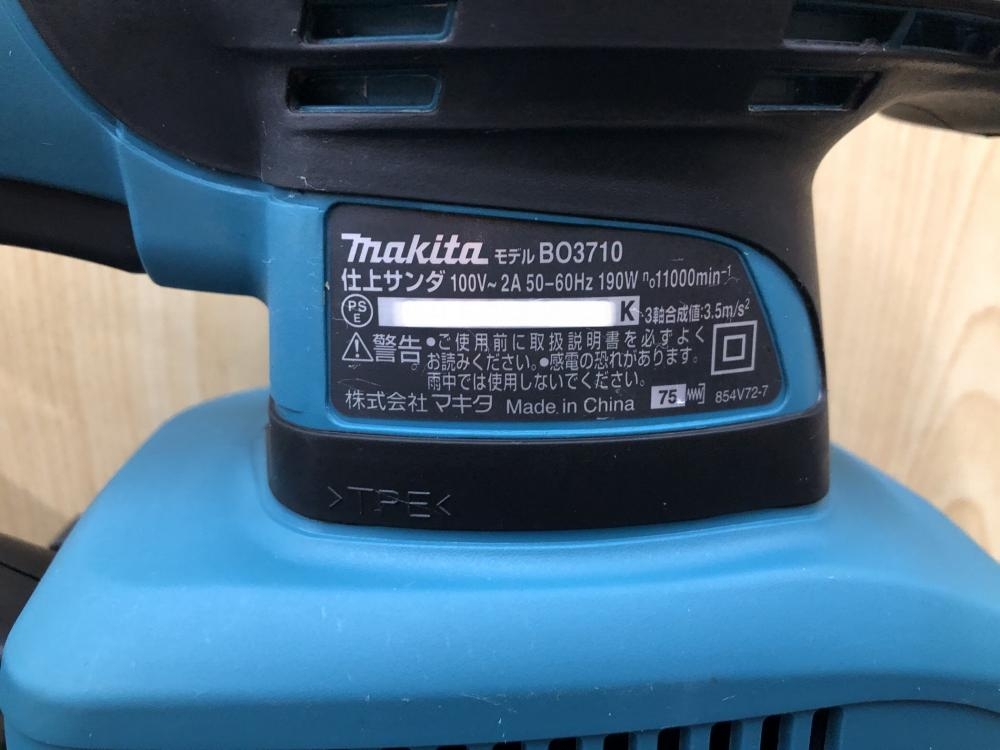 makita モデル BO3710
仕上サンダ 100V~ 2A 50-60Hz 190W n₀11000min⁻¹
PS E K 3軸合成値:3.5m/s²
警告 ●ご使用前に取扱説明書を必ずよく
お読みください。●感電の恐れがあります。
雨中では使用しないでください。
株式会社 マキタ Made in China 75 854V72-7
>TPE<